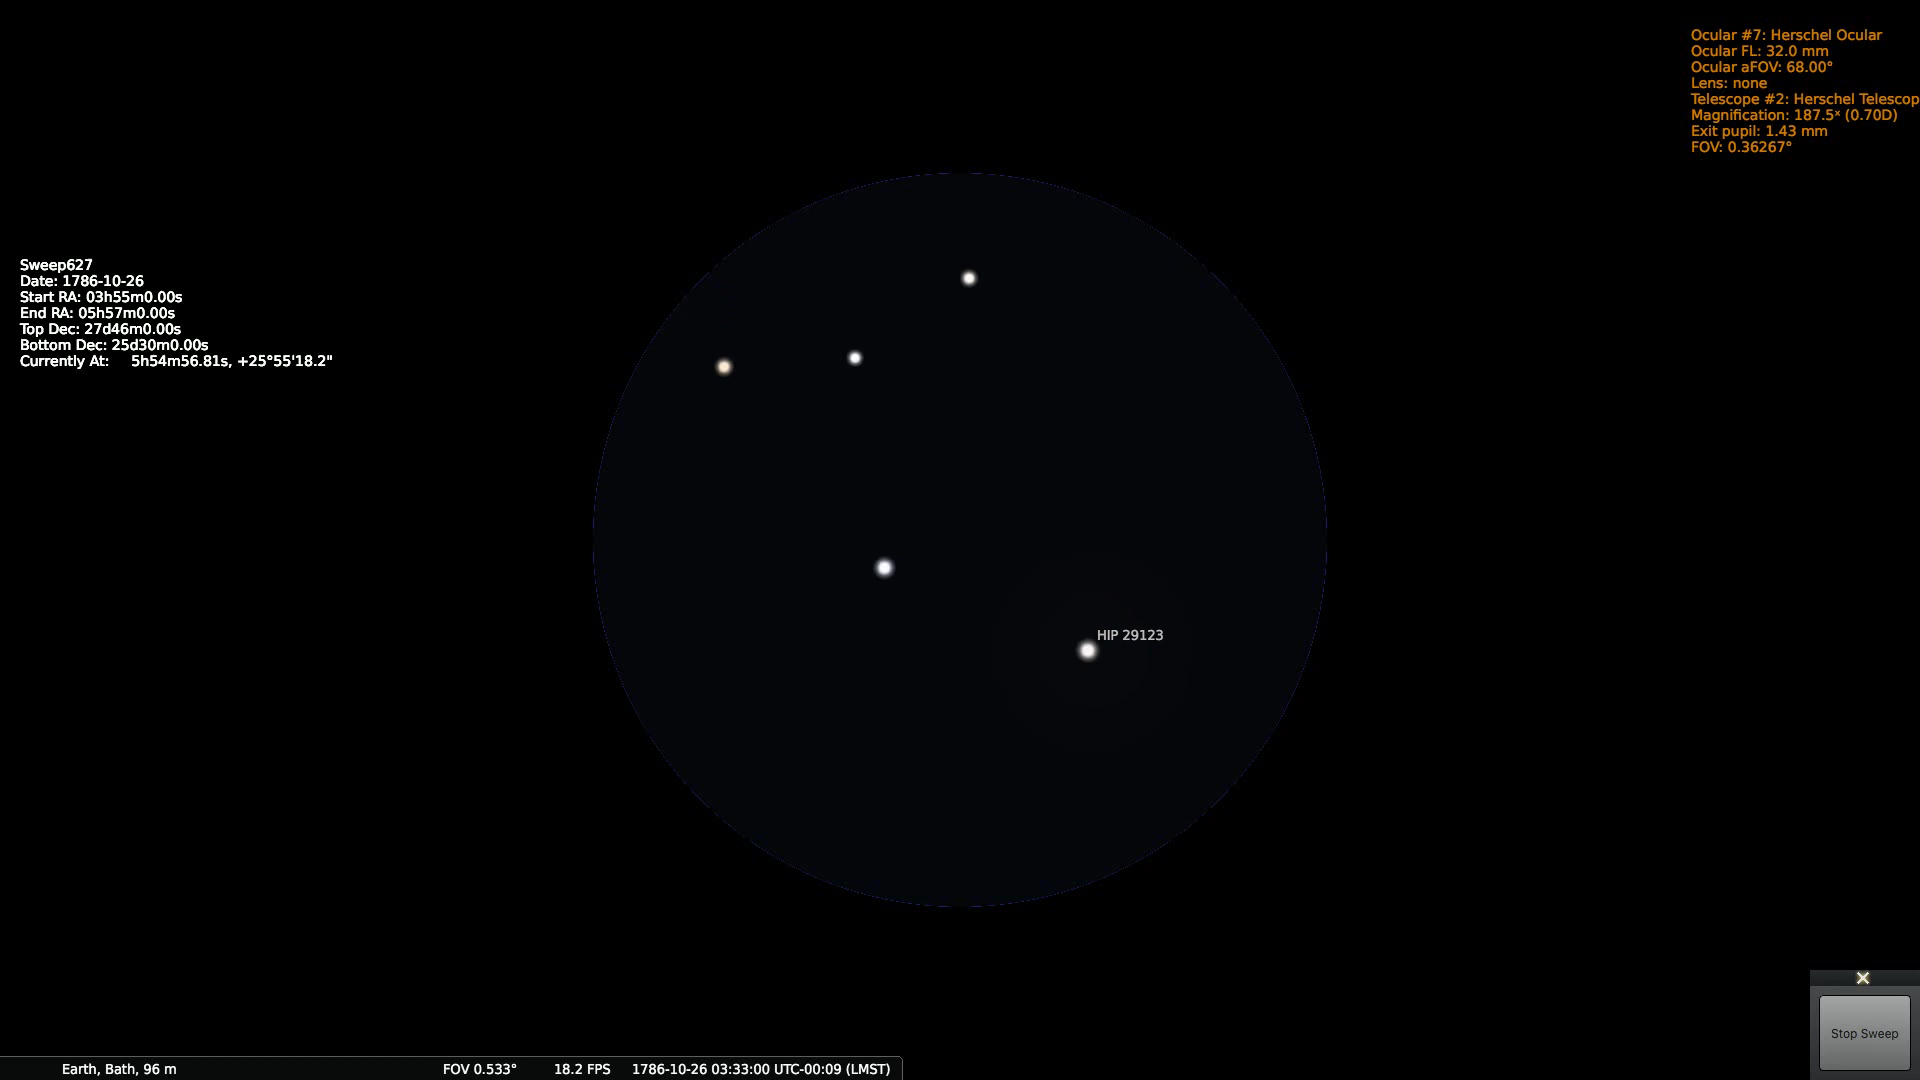 Ocular #7: Herschel Ocular
Ocular FL: 32.0 mm
Ocular aFOV: 68.00°
Lens: none
Telescope #2: Herschel Telescop
Magnification: 187.5ˣ (0.70D)
Exit pupil: 1.43 mm
FOV: 0.36267°
Sweep627
Date: 1786-10-26
Start RA: 03h55m0.00s
End RA: 05h57m0.00s
Top Dec: 27d46m0.00s
Bottom Dec: 25d30m0.00s
Currently At: 5h54m56.81s, +25°55'18.2"
HIP 29123
Stop Sweep
Earth, Bath, 96 m FOV 0.533° 18.2 FPS 1786-10-26 03:33:00 UTC-00:09 (LMST)